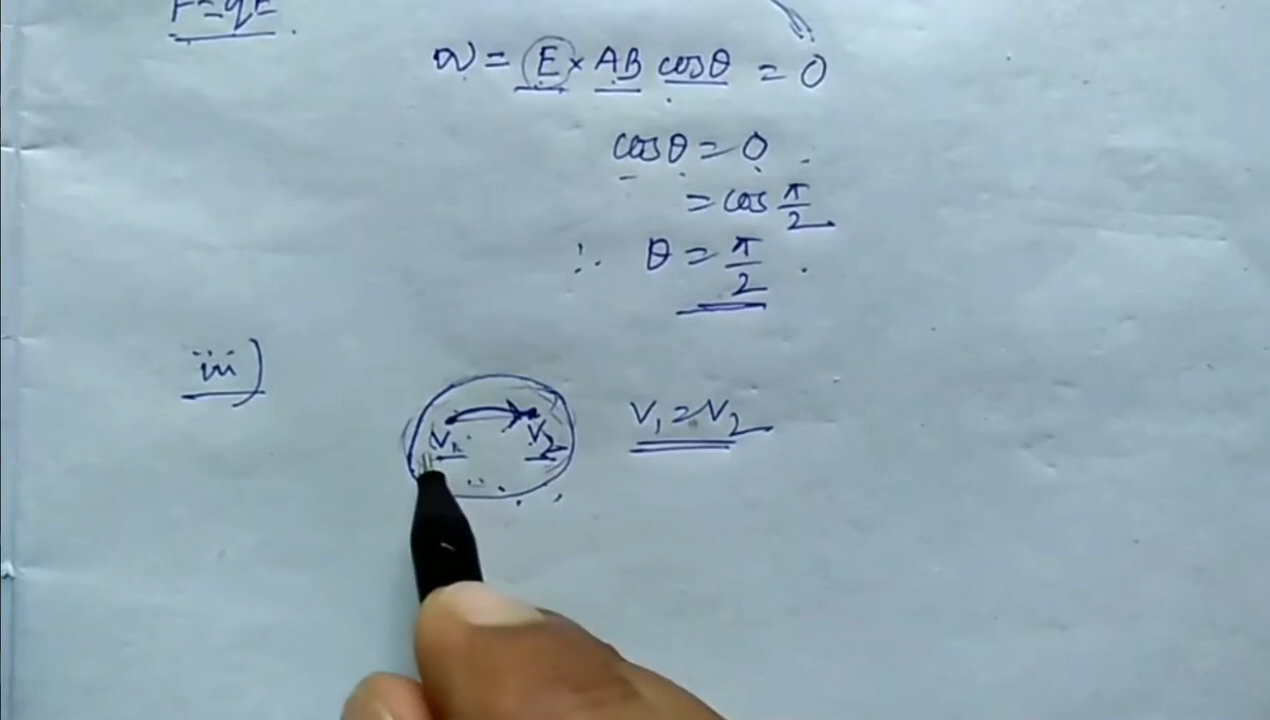 F=qE
W = E × AB cosθ = 0
cosθ = 0
= cos π/2
∴ θ = π/2
iii)
V₁ V₂ V₁ = V₂